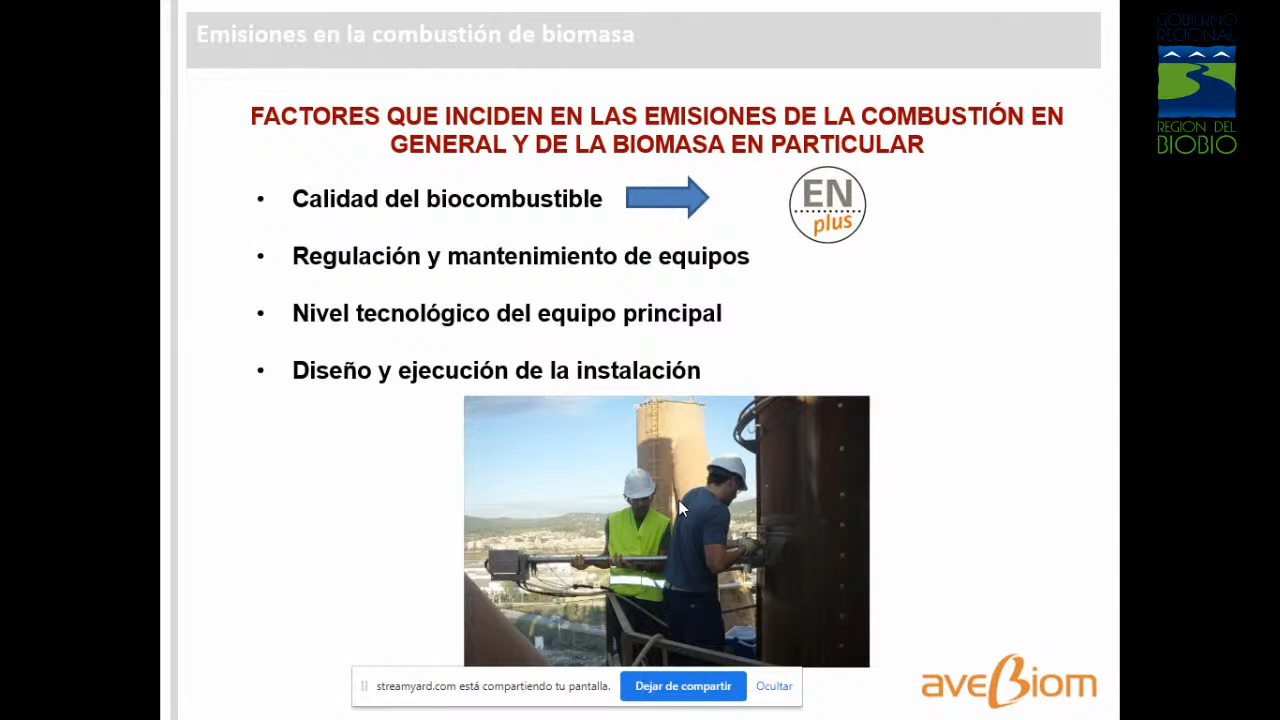 Emisiones en la combustión de biomasa
GOBIERNO
REGIONAL
REGION DEL
BIOBIO
FACTORES QUE INCIDEN EN LAS EMISIONES DE LA COMBUSTIÓN EN
GENERAL Y DE LA BIOMASA EN PARTICULAR
• Calidad del biocombustible
EN
plus
• Regulación y mantenimiento de equipos
• Nivel tecnológico del equipo principal
• Diseño y ejecución de la instalación
streamyard.com está compartiendo tu pantalla. Dejar de compartir Ocultar
aveBiom